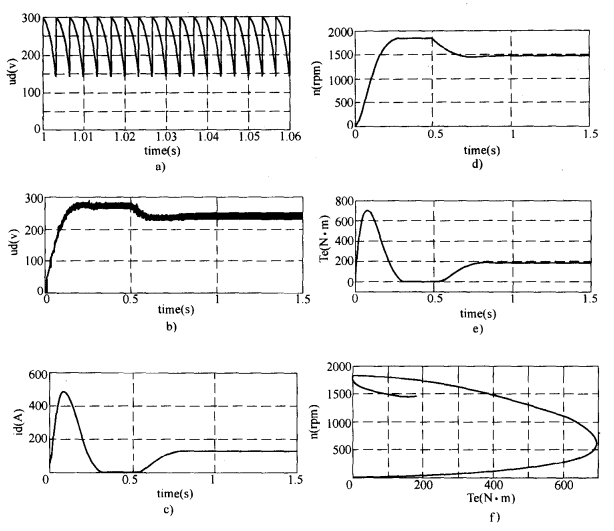 ud(v)
300
200
100
0
1 1.01 1.02 1.03 1.04 1.05 1.06
time(s)
a)
n(rpm)
2000
1500
1000
500
0
0 0.5 1 1.5
time(s)
d)
ud(v)
300
200
100
0
0 0.5 1 1.5
time(s)
b)
Te(N•m)
800
600
400
200
0
0 0.5 1 1.5
time(s)
e)
id(A)
600
400
200
0 0.5 1 1.5
time(s)
c)
n(rpm)
2000
1500
1000
500
0
0 200 400 600
Te(N•m)
f)